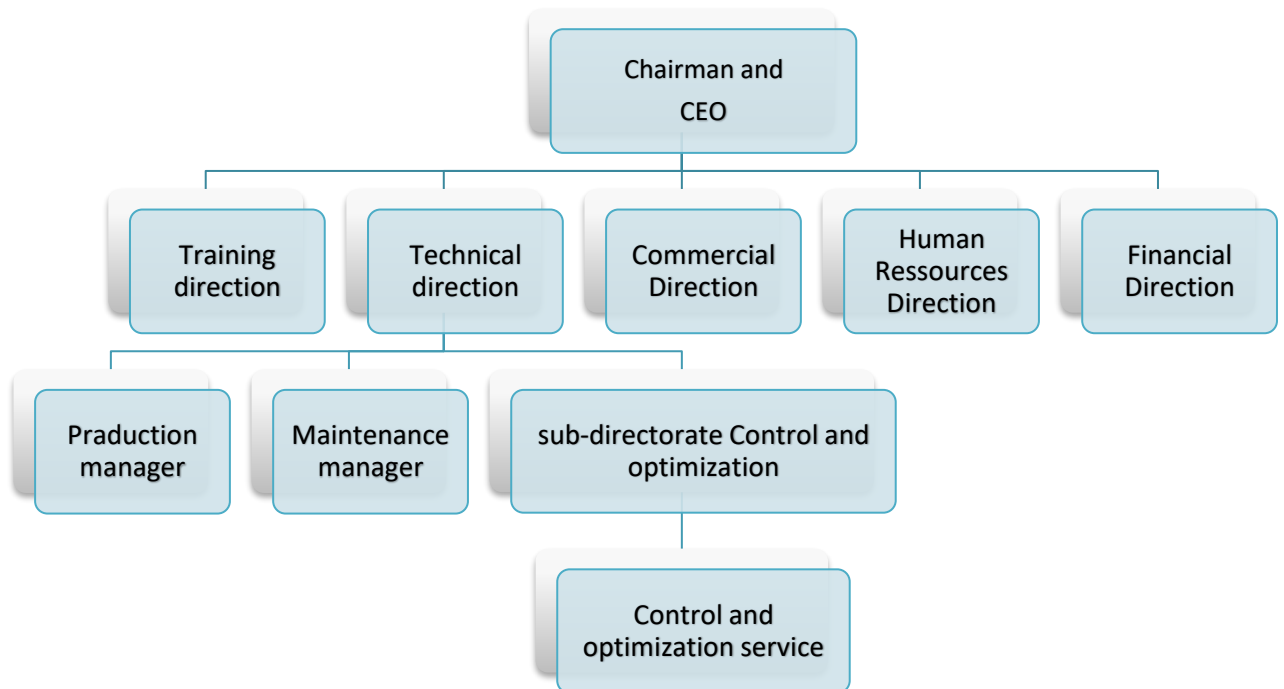 Chairman and
CEO
Training
direction
Technical
direction
Commercial
Direction
Human
Ressources
Direction
Financial
Direction
Praduction
manager
Maintenance
manager
sub-directorate Control and
optimization
Control and
optimization service